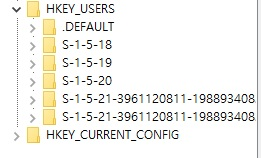 HKEY_USERS
.DEFAULT
S-1-5-18
S-1-5-19
S-1-5-20
S-1-5-21-3961120811-198893408
S-1-5-21-3961120811-198893408
HKEY_CURRENT_CONFIG